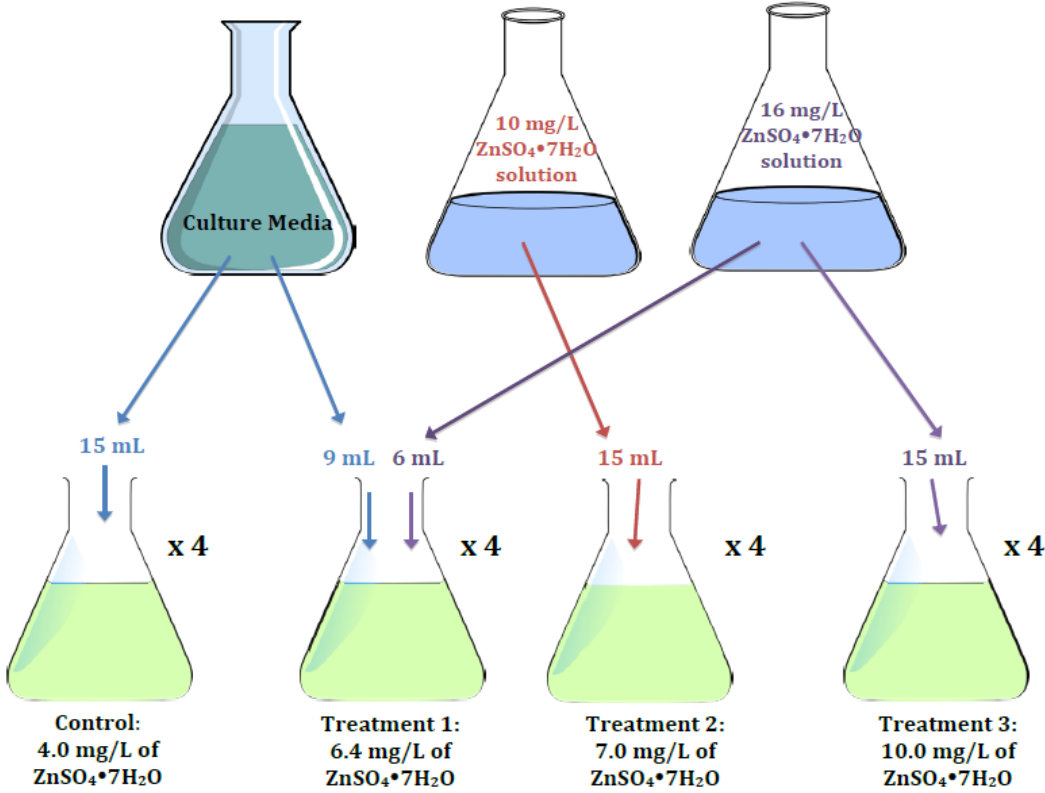 Culture Media
10 mg/L
ZnSO₄•7H₂O
solution
16 mg/L
ZnSO₄•7H₂O
solution
15 mL
9 mL
6 mL
15 mL
15 mL
x 4
x 4
x 4
x 4
Control:
4.0 mg/L of
ZnSO₄•7H₂O
Treatment 1:
6.4 mg/L of
ZnSO₄•7H₂O
Treatment 2:
7.0 mg/L of
ZnSO₄•7H₂O
Treatment 3:
10.0 mg/L of
ZnSO₄•7H₂O